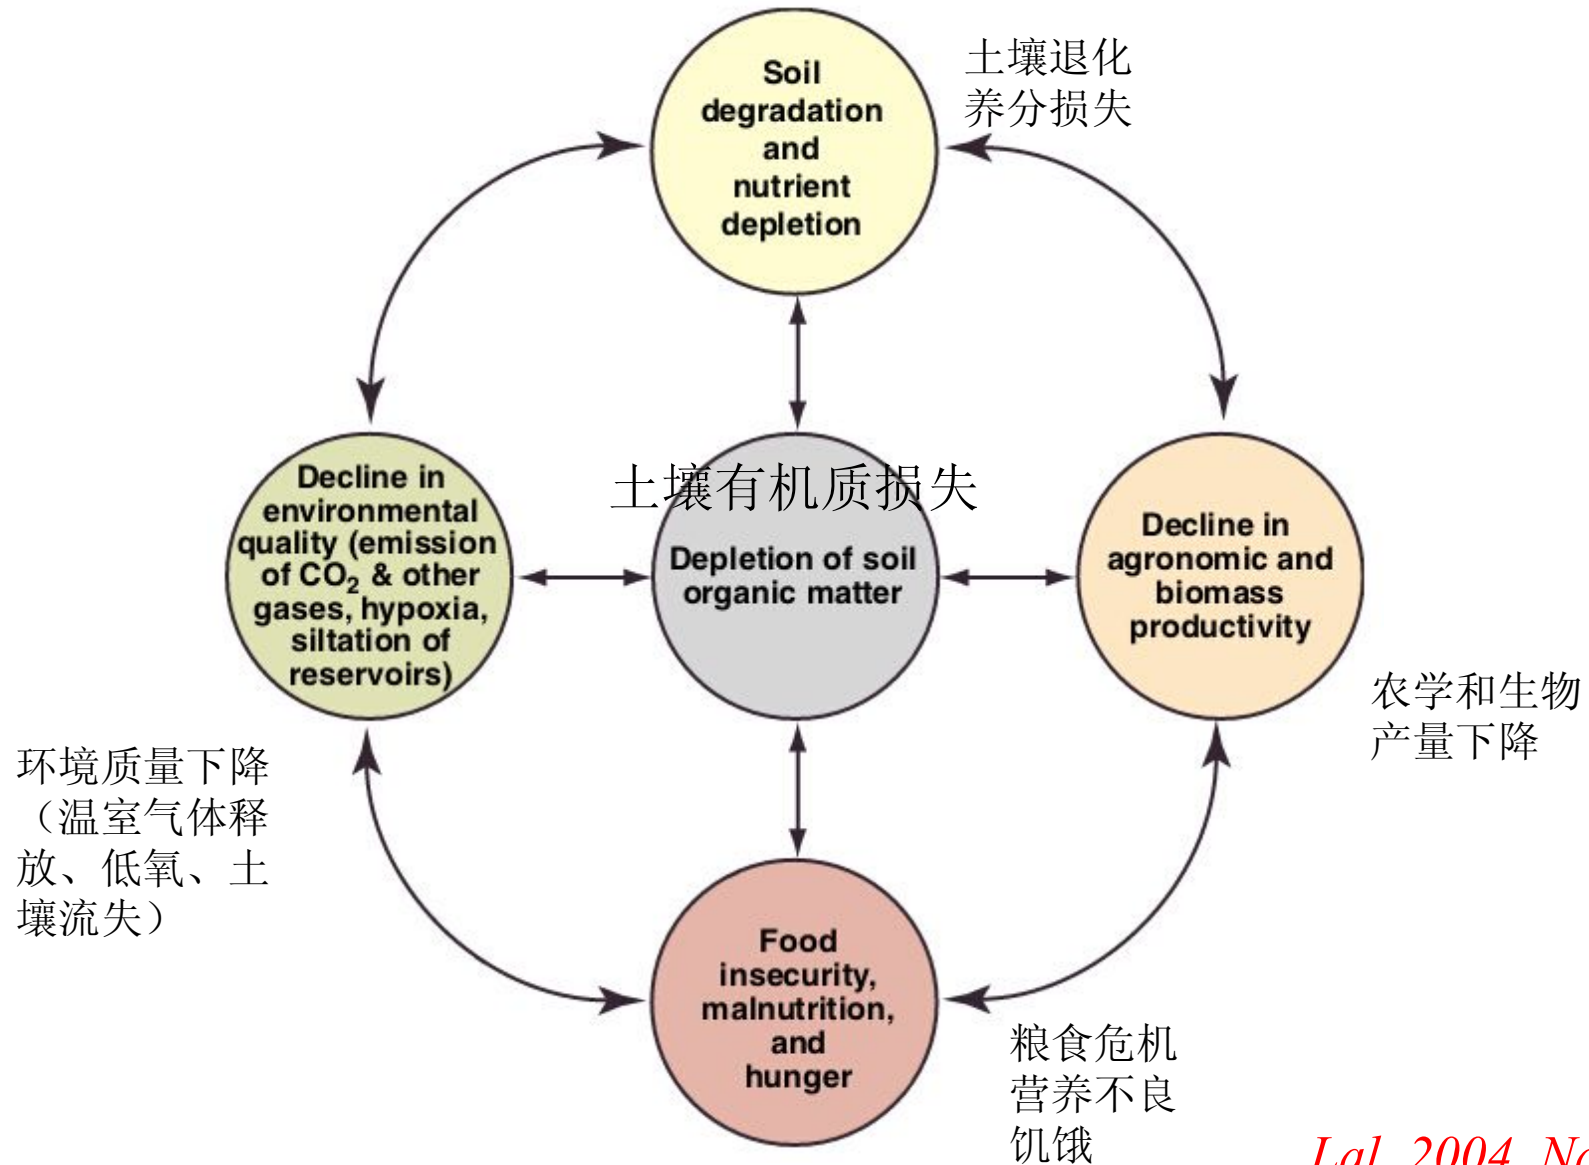 Soil
degradation
and
nutrient
depletion
土壤退化
养分损失
Decline in
environmental
quality (emission
of CO₂ & other
gases, hypoxia,
siltation of
reservoirs)
土壤有机质损失
Depletion of soil
organic matter
Decline in
agronomic and
biomass
productivity
农学和生物
产量下降
环境质量下降
（温室气体释
放、低氧、土
壤流失）
Food
insecurity,
malnutrition,
and
hunger
粮食危机
营养不良
饥饿
Lal, 2004,